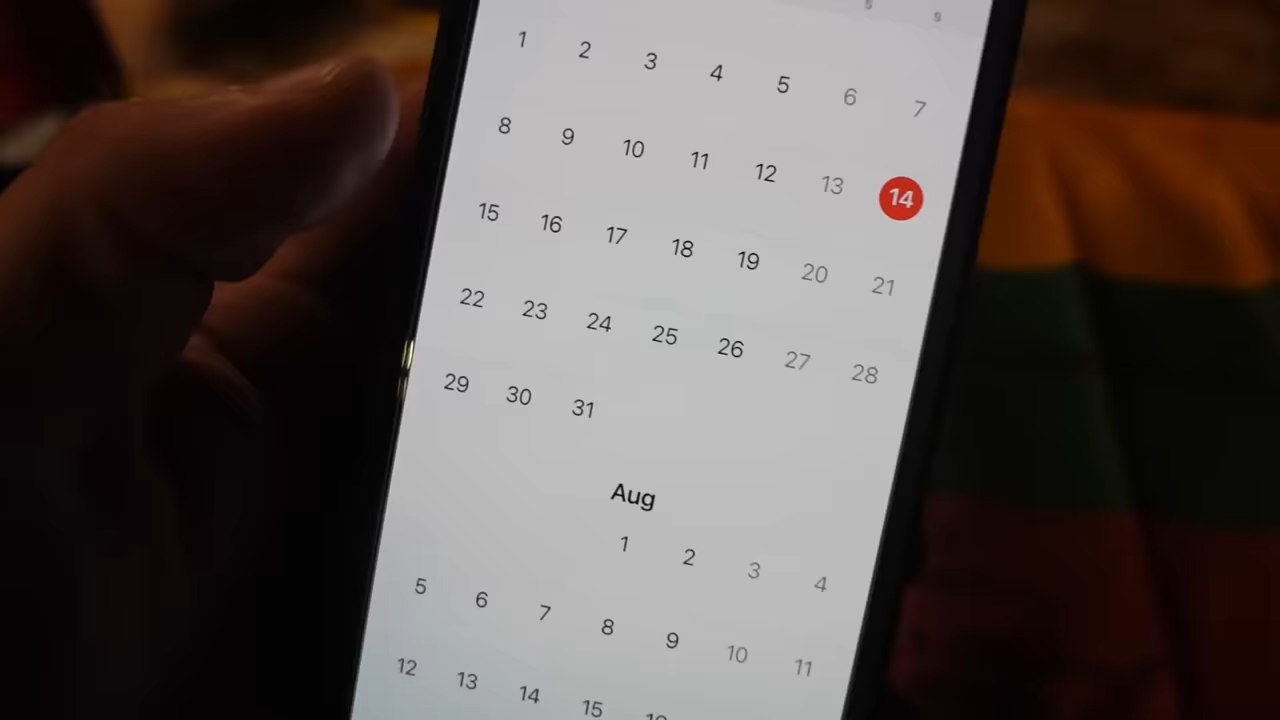 S S
1 2 3 4 5 6 7
8 9 10 11 12 13 14
15 16 17 18 19 20 21
22 23 24 25 26 27 28
29 30 31
Aug
1 2 3 4
5 6 7 8 9 10 11
12 13 14 15